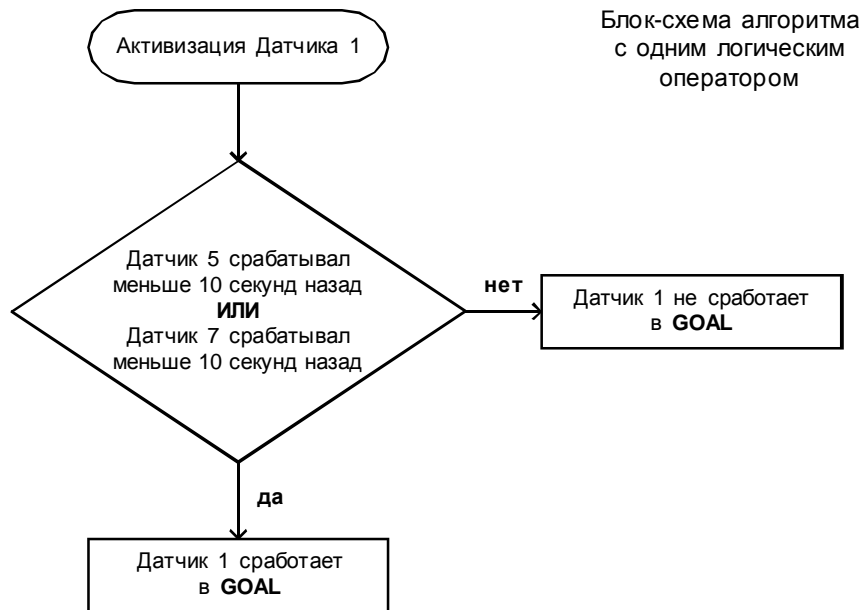 Активизация Датчика 1
Блок-схема алгоритма
с одним логическим
оператором
Датчик 5 срабатывал
меньше 10 секунд назад
ИЛИ
Датчик 7 срабатывал
меньше 10 секунд назад
нет
Датчик 1 не сработает
в GOAL
да
Датчик 1 сработает
в GOAL